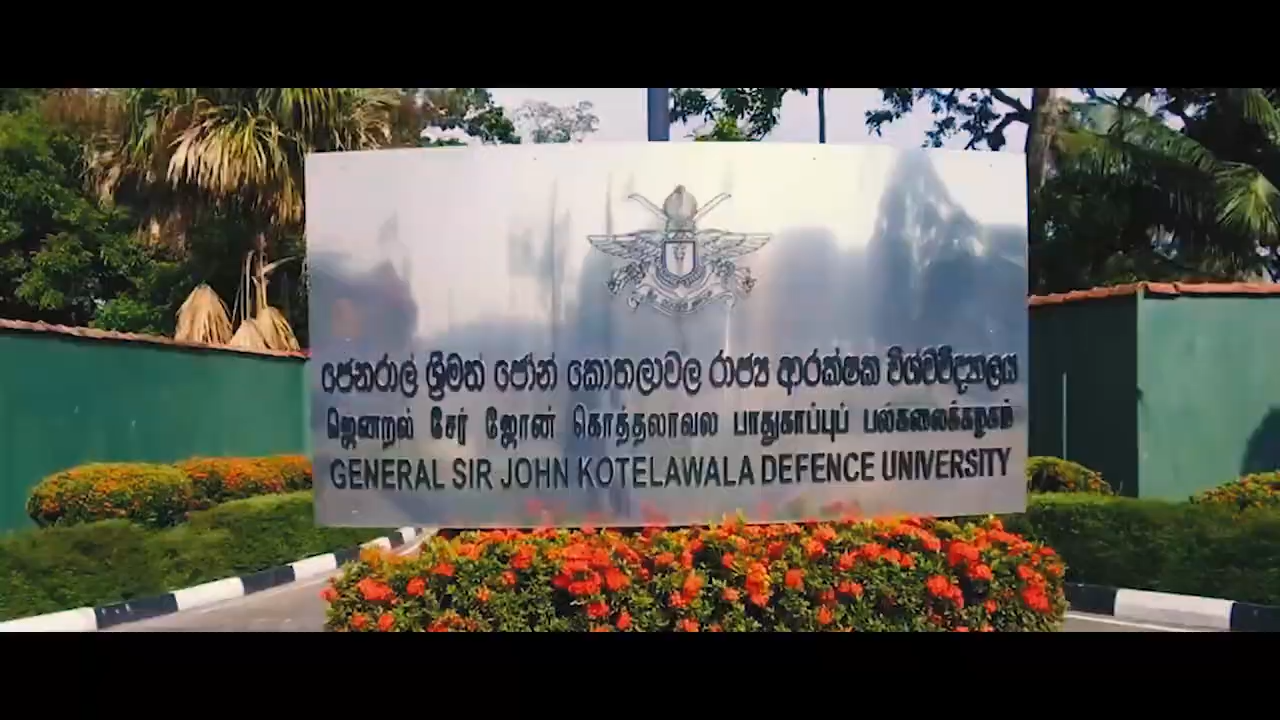 ජෙනරාල් ශ්‍රීමත් ජෝන් කොතලාවල රාජ්‍ය ආරක්ෂක විශ්වවිද්‍යාලය
ஜெனறல் சேர் ஜோன் கொத்தலாவல பாதுகாப்புப் பல்கலைக்கழகம்
GENERAL SIR JOHN KOTELAWALA DEFENCE UNIVERSITY